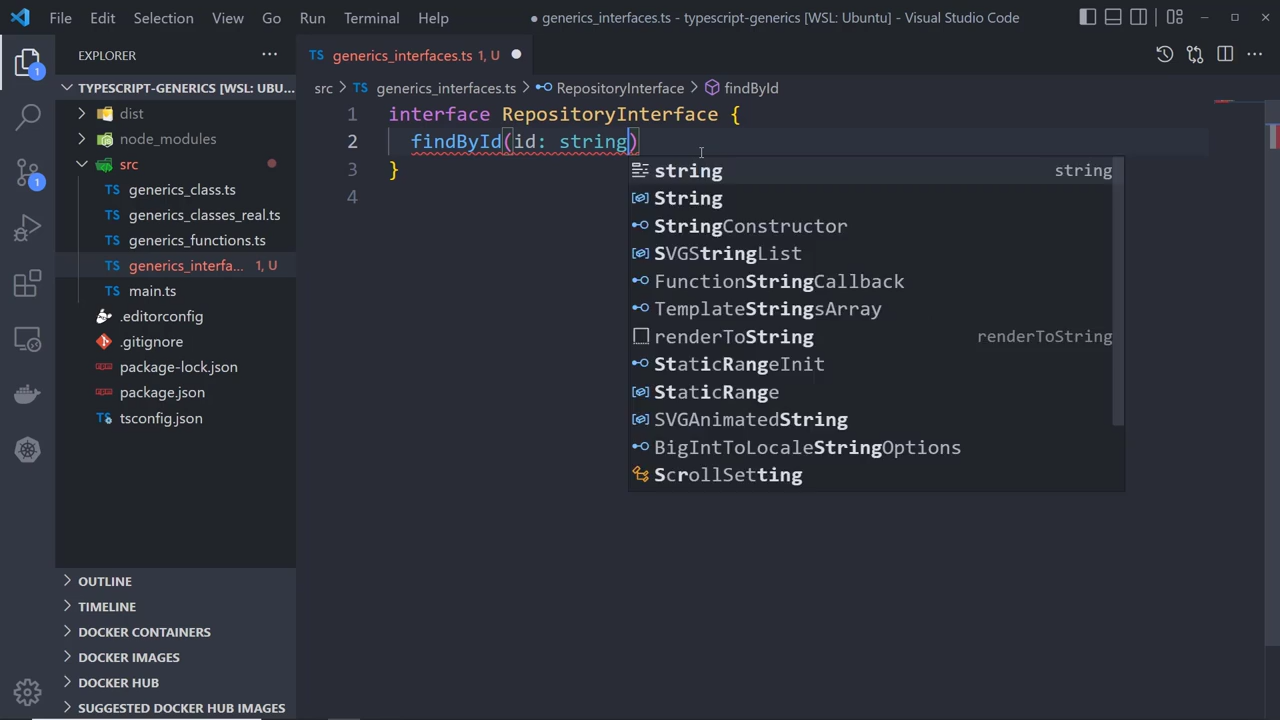 File Edit Selection View Go Run Terminal Help
● generics_interfaces.ts - typescript-generics [WSL: Ubuntu] - Visual Studio Code
EXPLORER
TYPESCRIPT-GENERICS [WSL: UBU...
dist
node_modules
src
TS generics_class.ts
TS generics_classes_real.ts
TS generics_functions.ts
TS generics_interfa... 1, U
TS main.ts
.editorconfig
.gitignore
package-lock.json
package.json
tsconfig.json
OUTLINE
TIMELINE
DOCKER CONTAINERS
DOCKER IMAGES
DOCKER HUB
SUGGESTED DOCKER HUB IMAGES
1
1
TS generics_interfaces.ts 1, U
src > TS generics_interfaces.ts > RepositoryInterface > findById
1 interface RepositoryInterface {
2 findById(id: string)
3 }
4
string string
String
StringConstructor
SVGStringList
FunctionStringCallback
TemplateStringsArray
renderToString renderToString
StaticRangeInit
StaticRange
SVGAnimatedString
BigIntToLocaleStringOptions
ScrollSetting